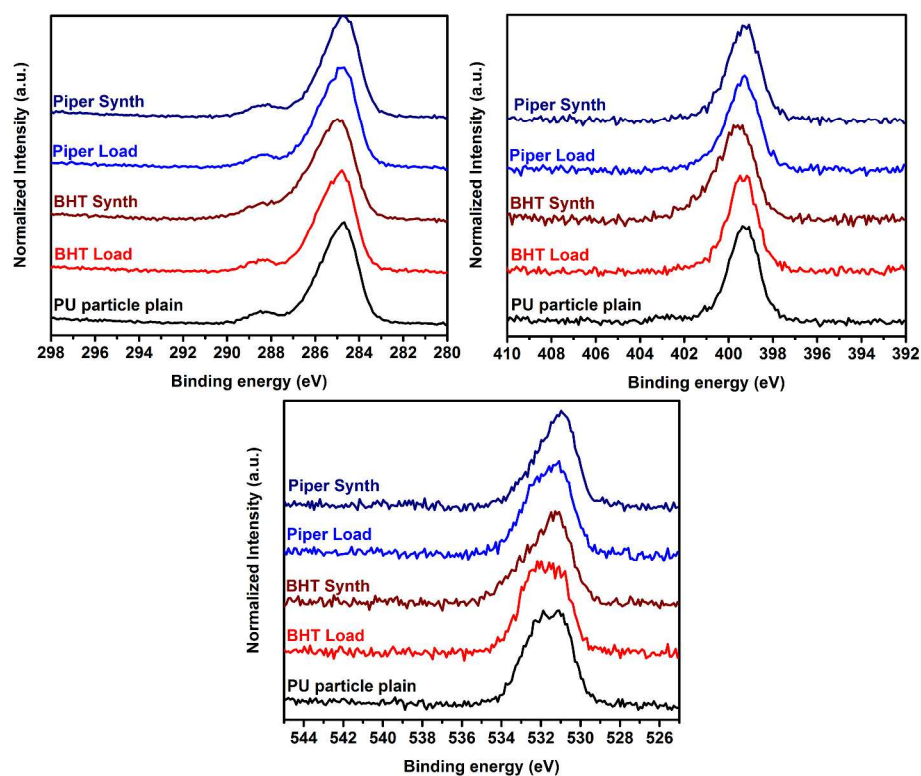 Normalized Intensity (a.u.)
Piper Synth
Piper Load
BHT Synth
BHT Load
PU particle plain
298 296 294 292 290 288 286 284 282 280
Binding energy (eV)
Normalized Intensity (a.u.)
Piper Synth
Piper Load
BHT Synth
BHT Load
PU particle plain
410 408 406 404 402 400 398 396 394 392
Binding energy (eV)
Normalized Intensity (a.u.)
Piper Synth
Piper Load
BHT Synth
BHT Load
PU particle plain
544 542 540 538 536 534 532 530 528 526
Binding energy (eV)